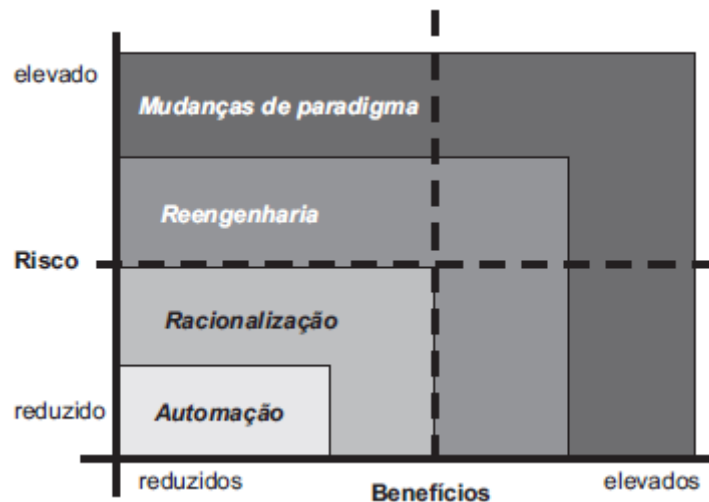 elevado
Mudanças de paradigma
Reengenharia
Risco
Racionalização
reduzido
Automação
reduzidos
Benefícios
elevados